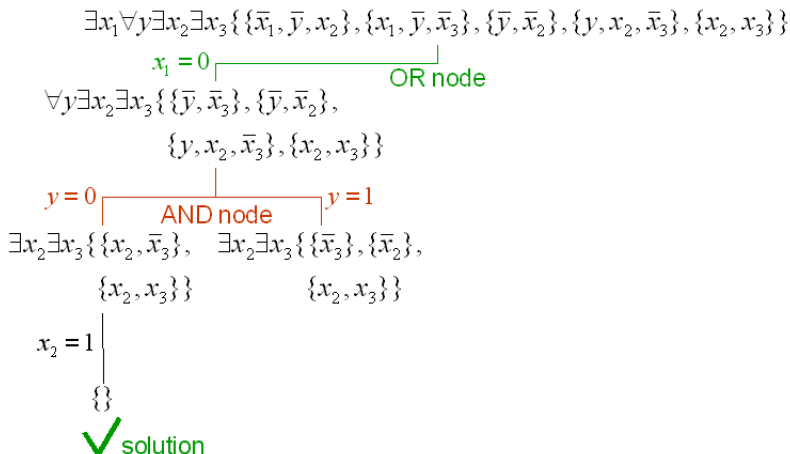 ∃x₁∀y∃x₂∃x₃{{x̄₁, ȳ, x₂}, {x₁, ȳ, x̄₃}, {ȳ, x̄₂}, {y, x₂, x̄₃}, {x₂, x₃}}
x₁ = 0
OR node
∀y∃x₂∃x₃{{ȳ, x̄₃}, {ȳ, x̄₂},
{y, x₂, x̄₃}, {x₂, x₃}}
y = 0 y = 1
AND node
∃x₂∃x₃{{x₂, x̄₃}, ∃x₂∃x₃{{x̄₃}, {x̄₂},
{x₂, x₃}} {x₂, x₃}}
x₂ = 1
{}
solution